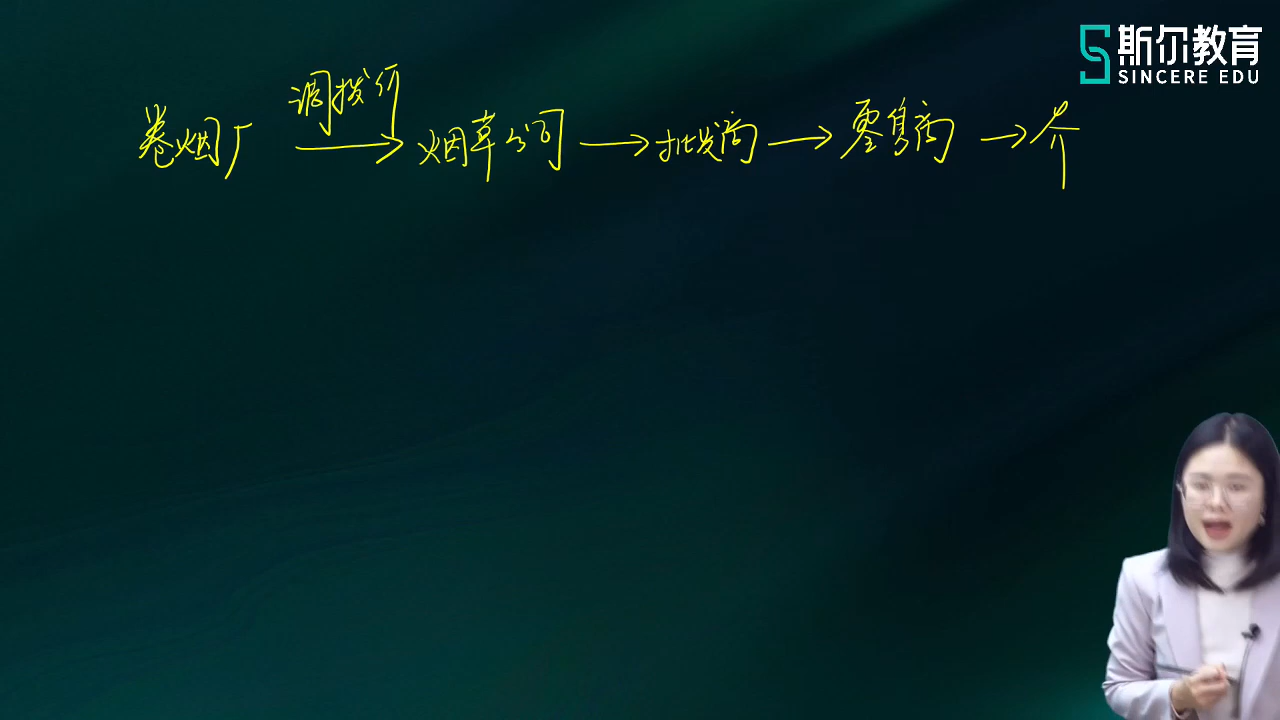 斯尔教育
SINCERE EDU
调拨价
卷烟厂 → 烟草公司 → 批发商 → 零售商 → 个